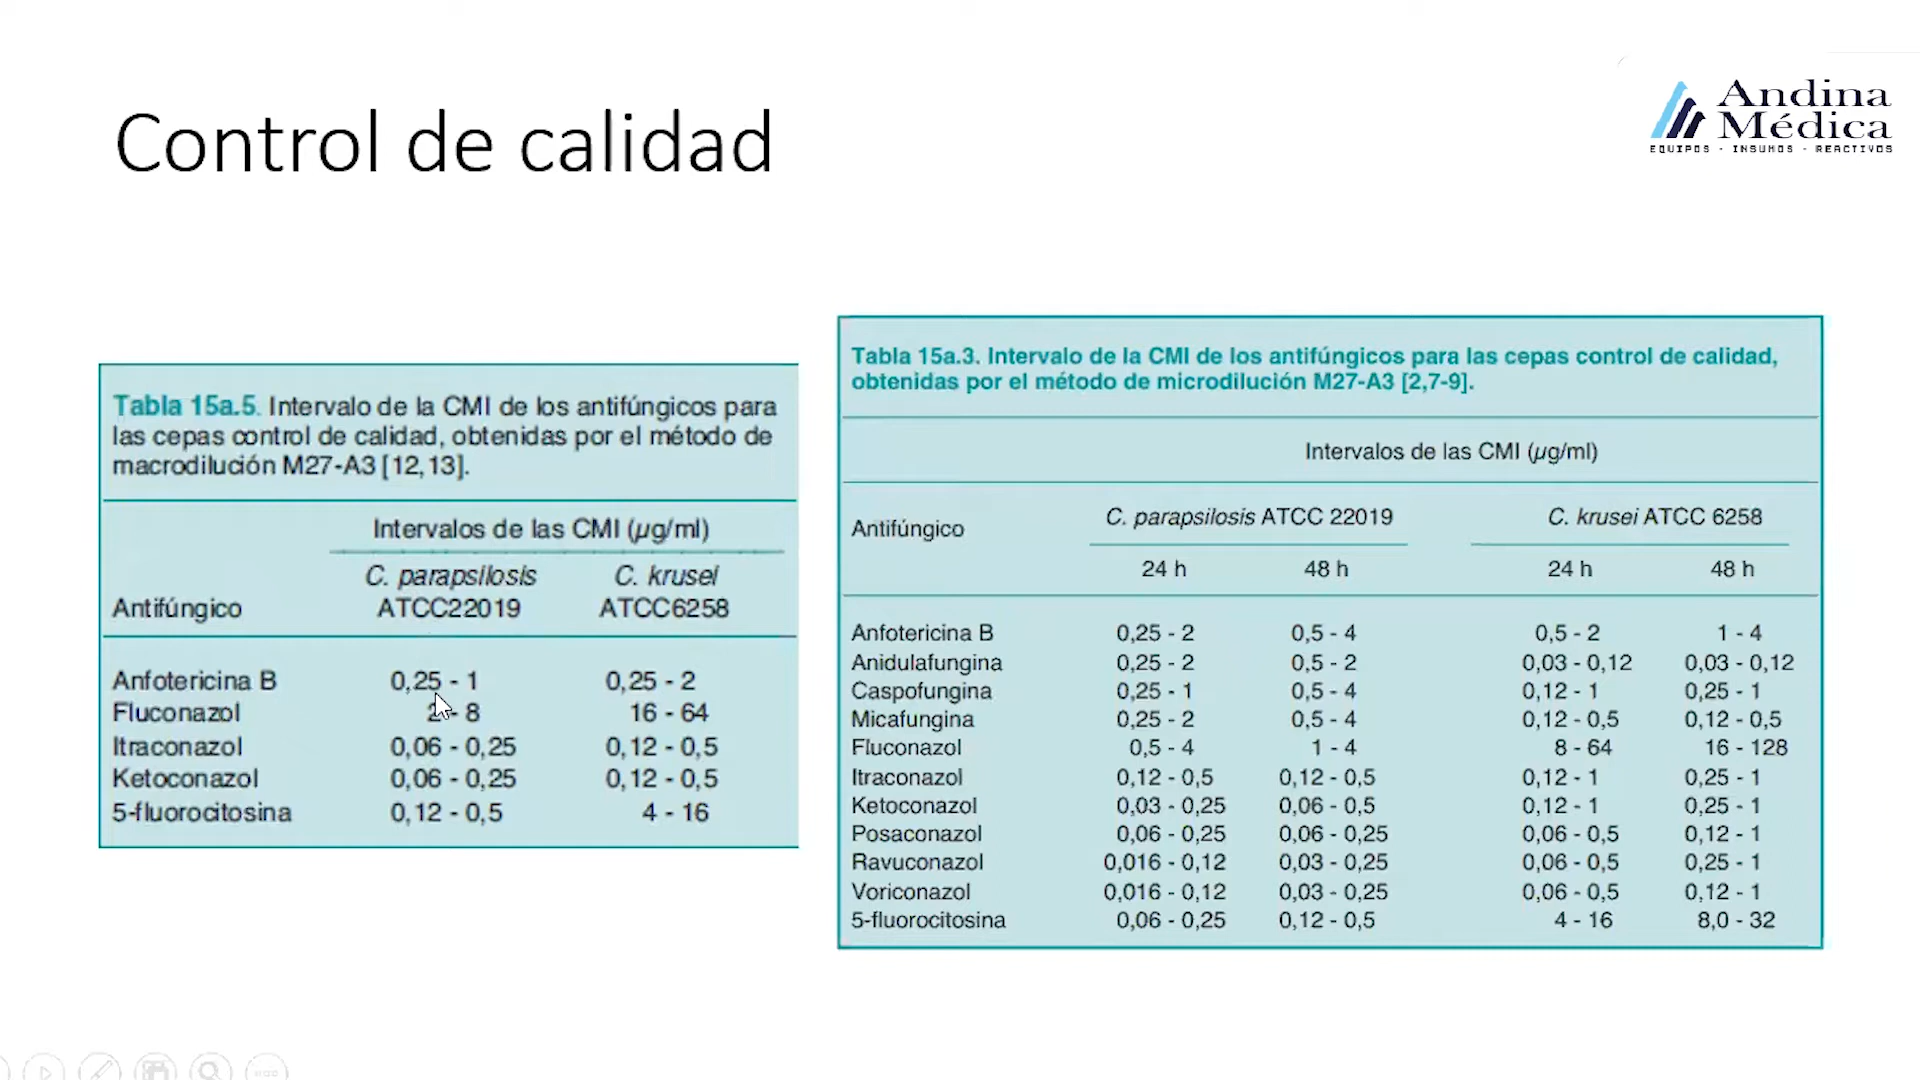 Control de calidad
Andina
Médica
EQUIPOS - INSUMOS - REACTIVOS
Tabla 15a.5. Intervalo de la CMI de los antifúngicos para
las cepas control de calidad, obtenidas por el método de
macrodilución M27-A3 [12,13].
Intervalos de las CMI (µg/ml)
C. parapsilosis C. krusei
Antifúngico ATCC22019 ATCC6258
Anfotericina B 0,25 - 1 0,25 - 2
Fluconazol 2 - 8 16 - 64
Itraconazol 0,06 - 0,25 0,12 - 0,5
Ketoconazol 0,06 - 0,25 0,12 - 0,5
5-fluorocitosina 0,12 - 0,5 4 - 16
Tabla 15a.3. Intervalo de la CMI de los antifúngicos para las cepas control de calidad,
obtenidas por el método de microdilución M27-A3 [2,7-9].
Intervalos de las CMI (µg/ml)
Antifúngico C. parapsilosis ATCC 22019 C. krusei ATCC 6258
24 h 48 h 24 h 48 h
Anfotericina B 0,25 - 2 0,5 - 4 0,5 - 2 1 - 4
Anidulafungina 0,25 - 2 0,5 - 2 0,03 - 0,12 0,03 - 0,12
Caspofungina 0,25 - 1 0,5 - 4 0,12 - 1 0,25 - 1
Micafungina 0,25 - 2 0,5 - 4 0,12 - 0,5 0,12 - 0,5
Fluconazol 0,5 - 4 1 - 4 8 - 64 16 - 128
Itraconazol 0,12 - 0,5 0,12 - 0,5 0,12 - 1 0,25 - 1
Ketoconazol 0,03 - 0,25 0,06 - 0,5 0,12 - 1 0,25 - 1
Posaconazol 0,06 - 0,25 0,06 - 0,25 0,06 - 0,5 0,12 - 1
Ravuconazol 0,016 - 0,12 0,03 - 0,25 0,06 - 0,5 0,25 - 1
Voriconazol 0,016 - 0,12 0,03 - 0,25 0,06 - 0,5 0,12 - 1
5-fluorocitosina 0,06 - 0,25 0,12 - 0,5 4 - 16 8,0 - 32